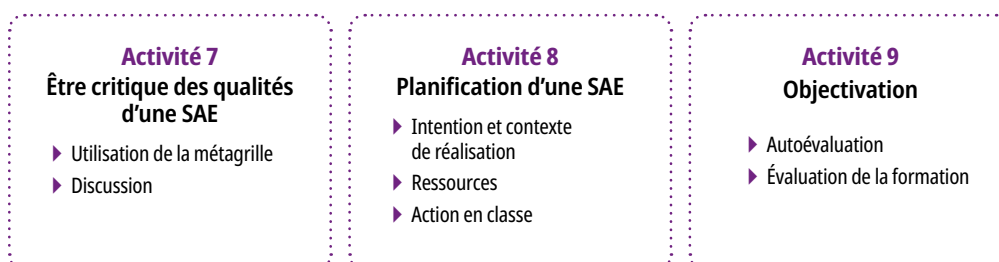 Activité 7
Être critique des qualités
d’une SAE
Utilisation de la métagrille
Discussion
Activité 8
Planification d’une SAE
Intention et contexte
de réalisation
Ressources
Action en classe
Activité 9
Objectivation
Autoévaluation
Évaluation de la formation